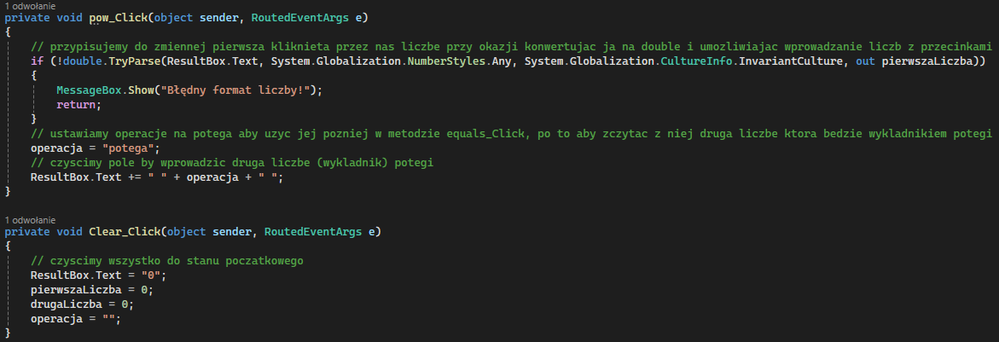 1 odwołanie
private void pow_Click(object sender, RoutedEventArgs e)
{
// przypisujemy do zmiennej pierwsza kliknieta przez nas liczbe przy okazji konwertujac ja na double i umozliwiajac wprowadzanie liczb z przecinkami
if (!double.TryParse(ResultBox.Text, System.Globalization.NumberStyles.Any, System.Globalization.CultureInfo.InvariantCulture, out pierwszaLiczba))
{
MessageBox.Show("Błędny format liczby!");
return;
}
// ustawiamy operacje na potega aby uzyc jej pozniej w metodzie equals_Click, po to aby zczytac z niej druga liczbe ktora bedzie wykladnikiem potegi
operacja = "potega";
// czyscimy pole by wprowadzic druga liczbe (wykladnik) potegi
ResultBox.Text += " " + operacja + " ";
}
1 odwołanie
private void Clear_Click(object sender, RoutedEventArgs e)
{
// czyscimy wszystko do stanu poczatkowego
ResultBox.Text = "0";
pierwszaLiczba = 0;
drugaLiczba = 0;
operacja = "";
}